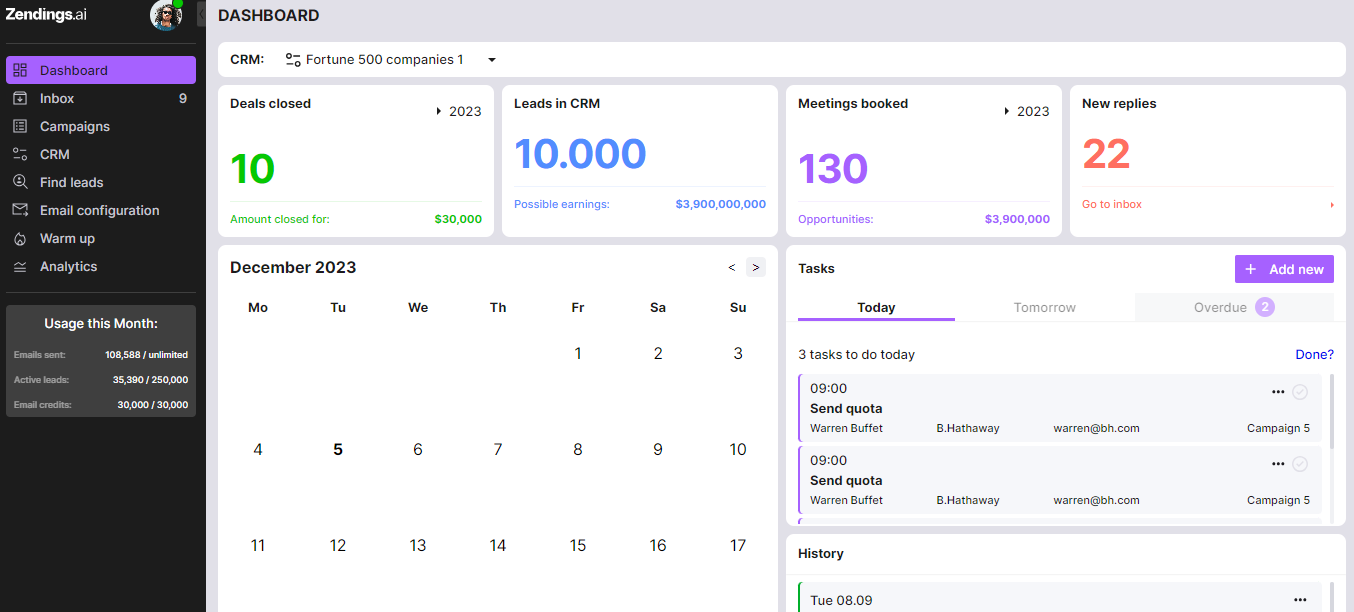 Zendings.ai
Dashboard
Inbox 9
Campaigns
CRM
Find leads
Email configuration
Warm up
Analytics
Usage this Month:
Emails sent: 108,588 / unlimited
Active leads: 35,390 / 250,000
Email credits: 30,000 / 30,000
DASHBOARD
CRM: Fortune 500 companies 1
Deals closed
2023
10
Amount closed for: $30,000
Leads in CRM
10.000
Possible earnings: $3,900,000,000
Meetings booked
2023
130
Opportunities: $3,900,000
New replies
22
Go to inbox
December 2023 < >
Mo Tu We Th Fr Sa Su
1 2 3
4 5 6 7 8 9 10
11 12 13 14 15 16 17
Tasks
+ Add new
Today Tomorrow Overdue 2
3 tasks to do today Done?
09:00
Send quota
Warren Buffet B.Hathaway warren@bh.com Campaign 5
09:00
Send quota
Warren Buffet B.Hathaway warren@bh.com Campaign 5
History
Tue 08.09